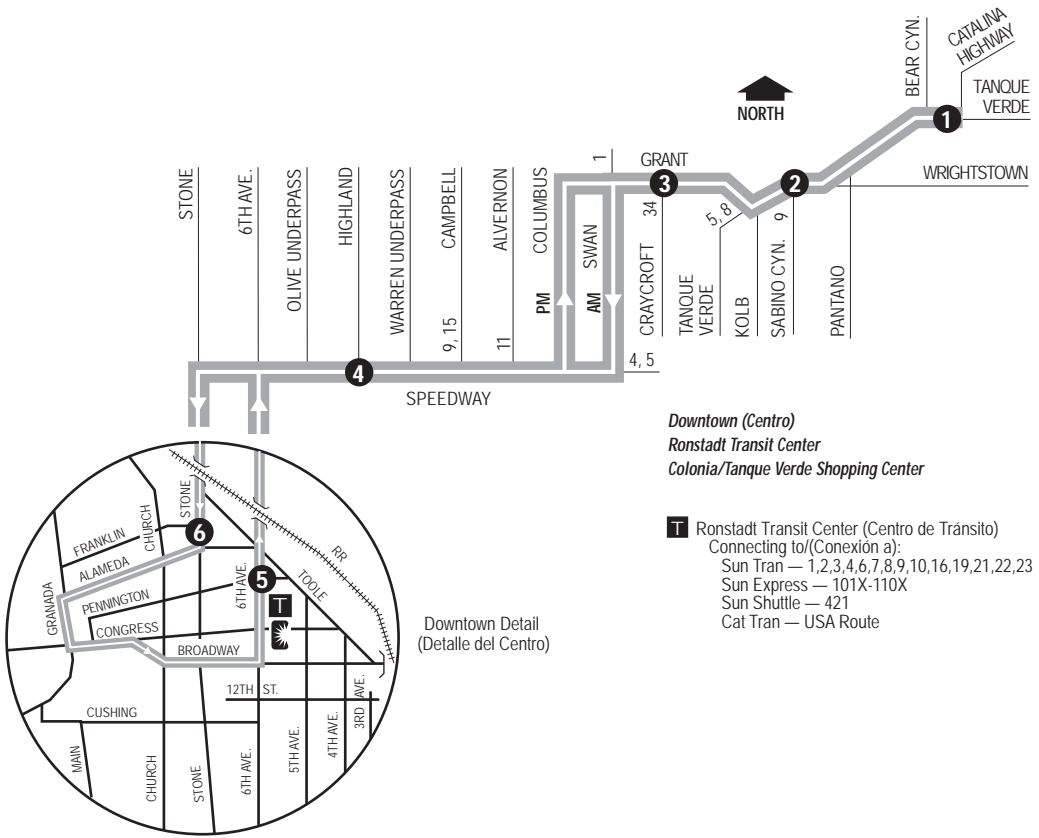 BEAR CYN.
CATALINA
HIGHWAY
TANQUE
VERDE
1
NORTH
WRIGHTSTOWN
STONE
6TH AVE.
OLIVE UNDERPASS
HIGHLAND
WARREN UNDERPASS
CAMPBELL
9, 15
ALVERNON
11
COLUMBUS
PM
1
SWAN
AM
GRANT
3
34
CRAYCROFT
5, 8
TANQUE
VERDE
KOLB
2
9
SABINO CYN.
PANTANO
4
4, 5
SPEEDWAY
Downtown (Centro)
Ronstadt Transit Center
Colonia/Tanque Verde Shopping Center
T Ronstadt Transit Center (Centro de Tránsito)
Connecting to/(Conexión a):
Sun Tran — 1,2,3,4,6,7,8,9,10,16,19,21,22,23
Sun Express — 101X-110X
Sun Shuttle — 421
Cat Tran — USA Route
Downtown Detail
(Detalle del Centro)
STONE
6
CHURCH
FRANKLIN
ALAMEDA
GRANADA
PENNINGTON
CONGRESS
BROADWAY
6TH AVE.
5
T
TOOLE
RR
12TH ST.
CUSHING
MAIN
CHURCH
STONE
6TH AVE.
5TH AVE.
4TH AVE.
3RD AVE.